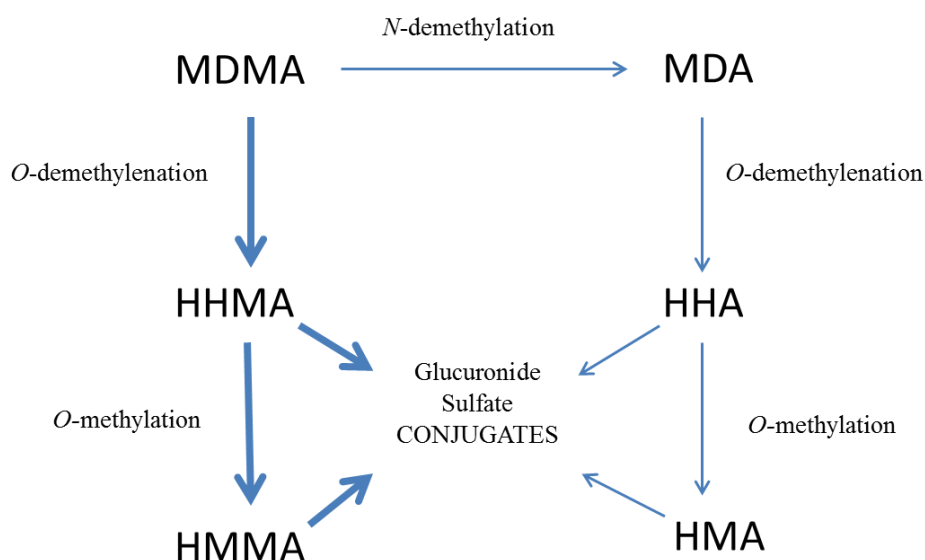 N-demethylation
MDMA
MDA
O-demethylenation
O-demethylenation
HHMA
HHA
Glucuronide
Sulfate
CONJUGATES
O-methylation
O-methylation
HMMA
HMA